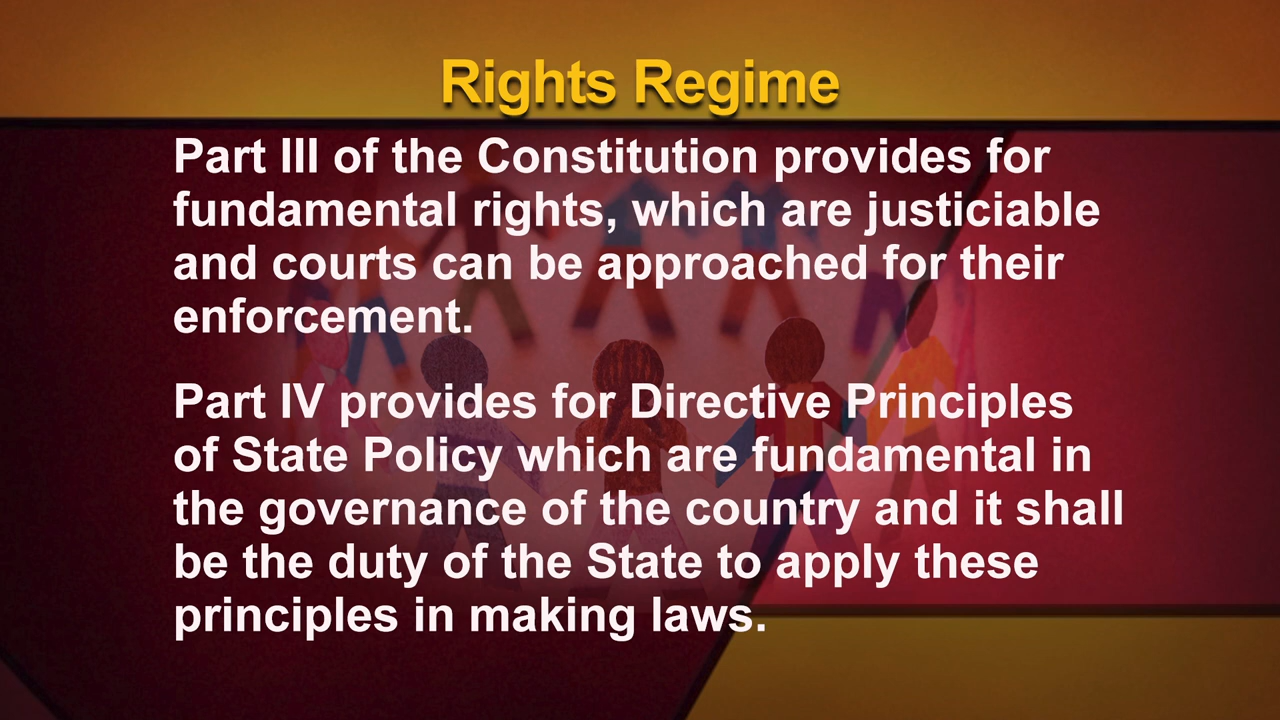 Rights Regime
Part III of the Constitution provides for
fundamental rights, which are justiciable
and courts can be approached for their
enforcement.
Part IV provides for Directive Principles
of State Policy which are fundamental in
the governance of the country and it shall
be the duty of the State to apply these
principles in making laws.